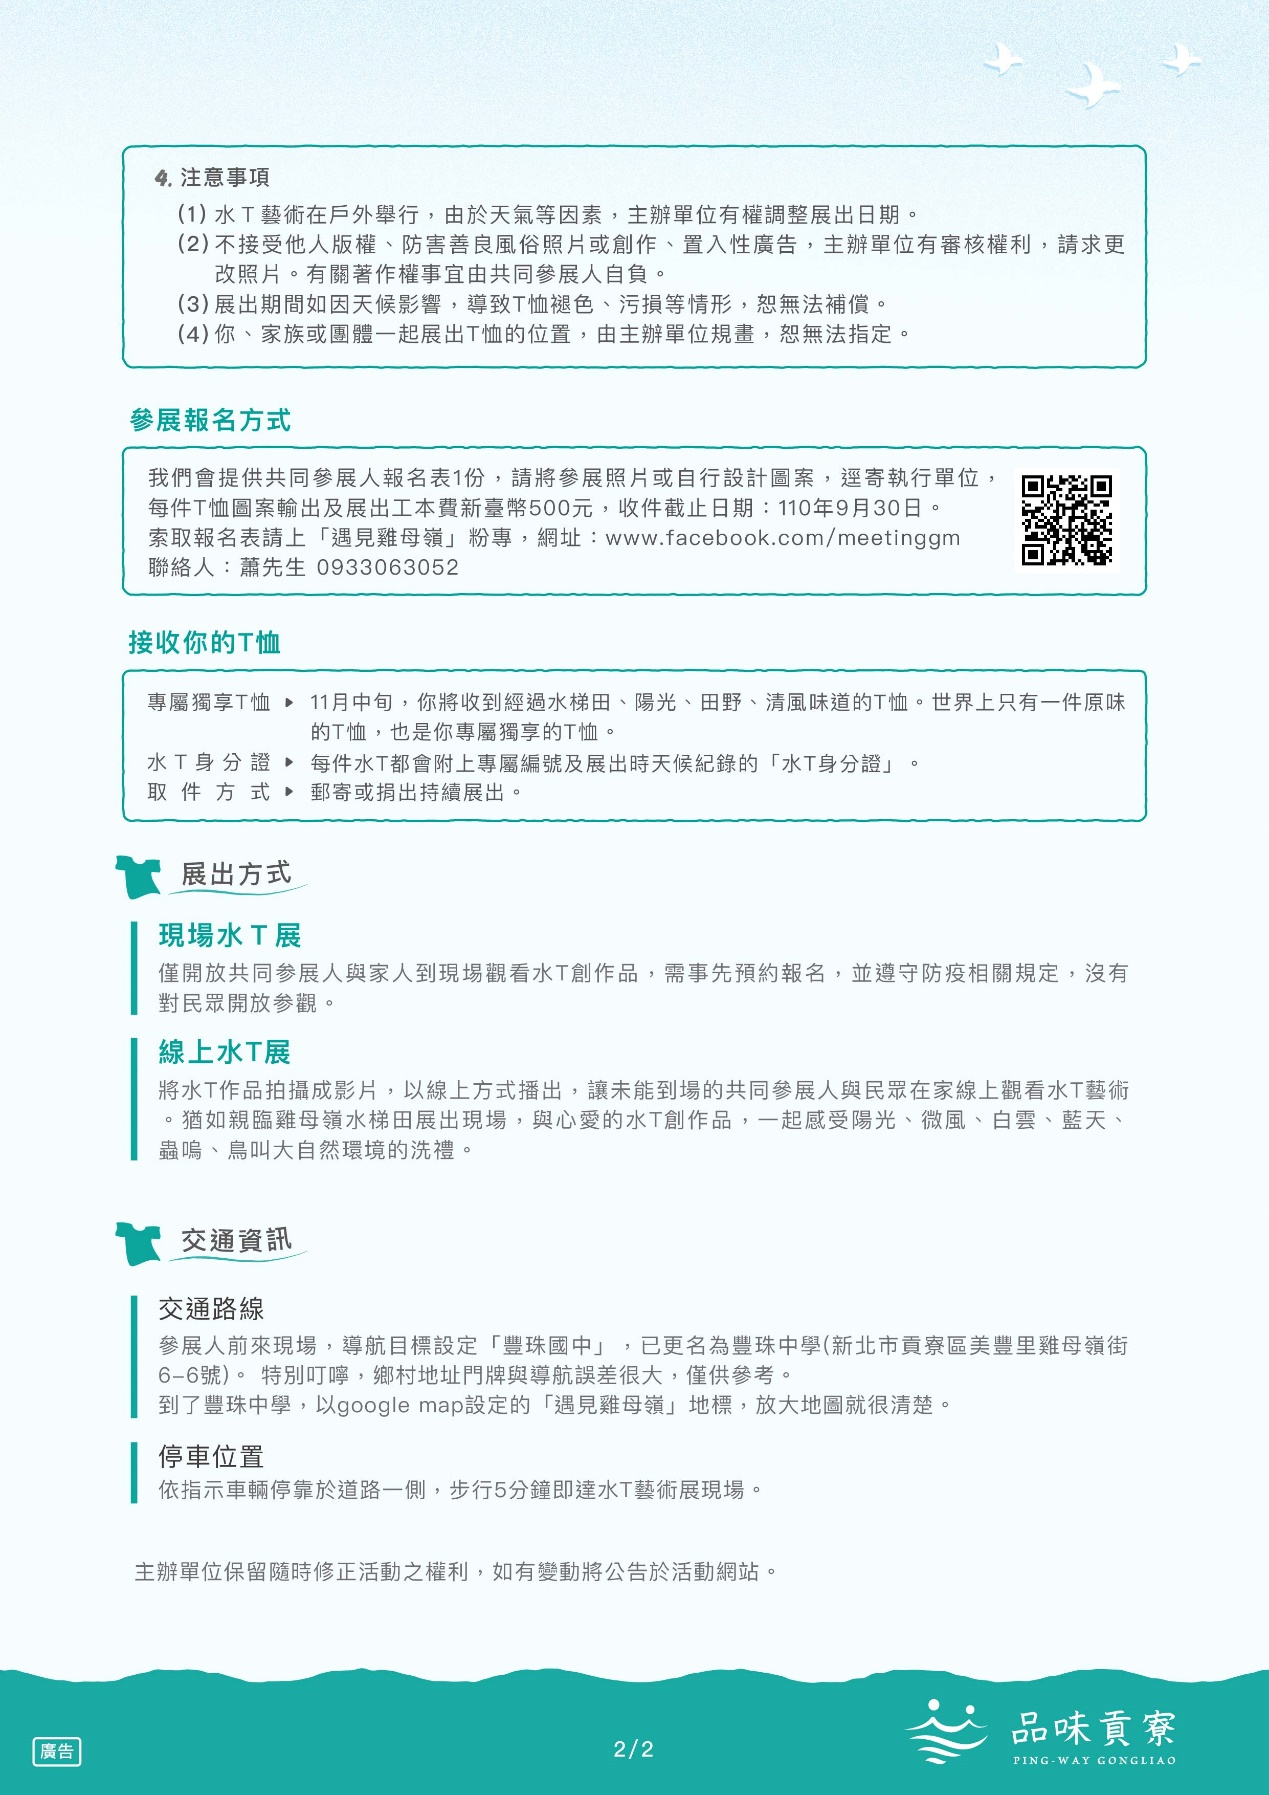 4. 注意事項
(1) 水T藝術在戶外舉行，由於天氣等因素，主辦單位有權調整展出日期。
(2) 不接受他人版權、防害善良風俗照片或創作、置入性廣告，主辦單位有審核權利，請求更
改照片。有關著作權事宜由共同參展人自負。
(3) 展出期間如因天候影響，導致T恤褪色、污損等情形，恕無法補償。
(4) 你、家族或團體一起展出T恤的位置，由主辦單位規畫，恕無法指定。
參展報名方式
我們會提供共同參展人報名表1份，請將參展照片或自行設計圖案，逕寄執行單位，
每件T恤圖案輸出及展出工本費新臺幣500元，收件截止日期：110年9月30日。
索取報名表請上「遇見雞母嶺」粉專，網址：www.facebook.com/meetinggm
聯絡人：蕭先生 0933063052
接收你的T恤
專屬獨享T恤 ▸ 11月中旬，你將收到經過水梯田、陽光、田野、清風味道的T恤。世界上只有一件原味
的T恤，也是你專屬獨享的T恤。
水T身分證 ▸ 每件水T都會附上專屬編號及展出時天候紀錄的「水T身分證」。
取件方式 ▸ 郵寄或捐出持續展出。
展出方式
現場水T展
僅開放共同參展人與家人到現場觀看水T創作品，需事先預約報名，並遵守防疫相關規定，沒有
對民眾開放參觀。
線上水T展
將水T作品拍攝成影片，以線上方式播出，讓未能到場的共同參展人與民眾在家線上觀看水T藝術
。猶如親臨雞母嶺水梯田展出現場，與心愛的水T創作品，一起感受陽光、微風、白雲、藍天、
蟲鳴、鳥叫大自然環境的洗禮。
交通資訊
交通路線
參展人前來現場，導航目標設定「豐珠國中」，已更名為豐珠中學(新北市貢寮區美豐里雞母嶺街
6-6號)。 特別叮嚀，鄉村地址門牌與導航誤差很大，僅供參考。
到了豐珠中學，以google map設定的「遇見雞母嶺」地標，放大地圖就很清楚。
停車位置
依指示車輛停靠於道路一側，步行5分鐘即達水T藝術展現場。
主辦單位保留隨時修正活動之權利，如有變動將公告於活動網站。
品味貢寮
PING-WAY GONGLIAO
2/2
廣告